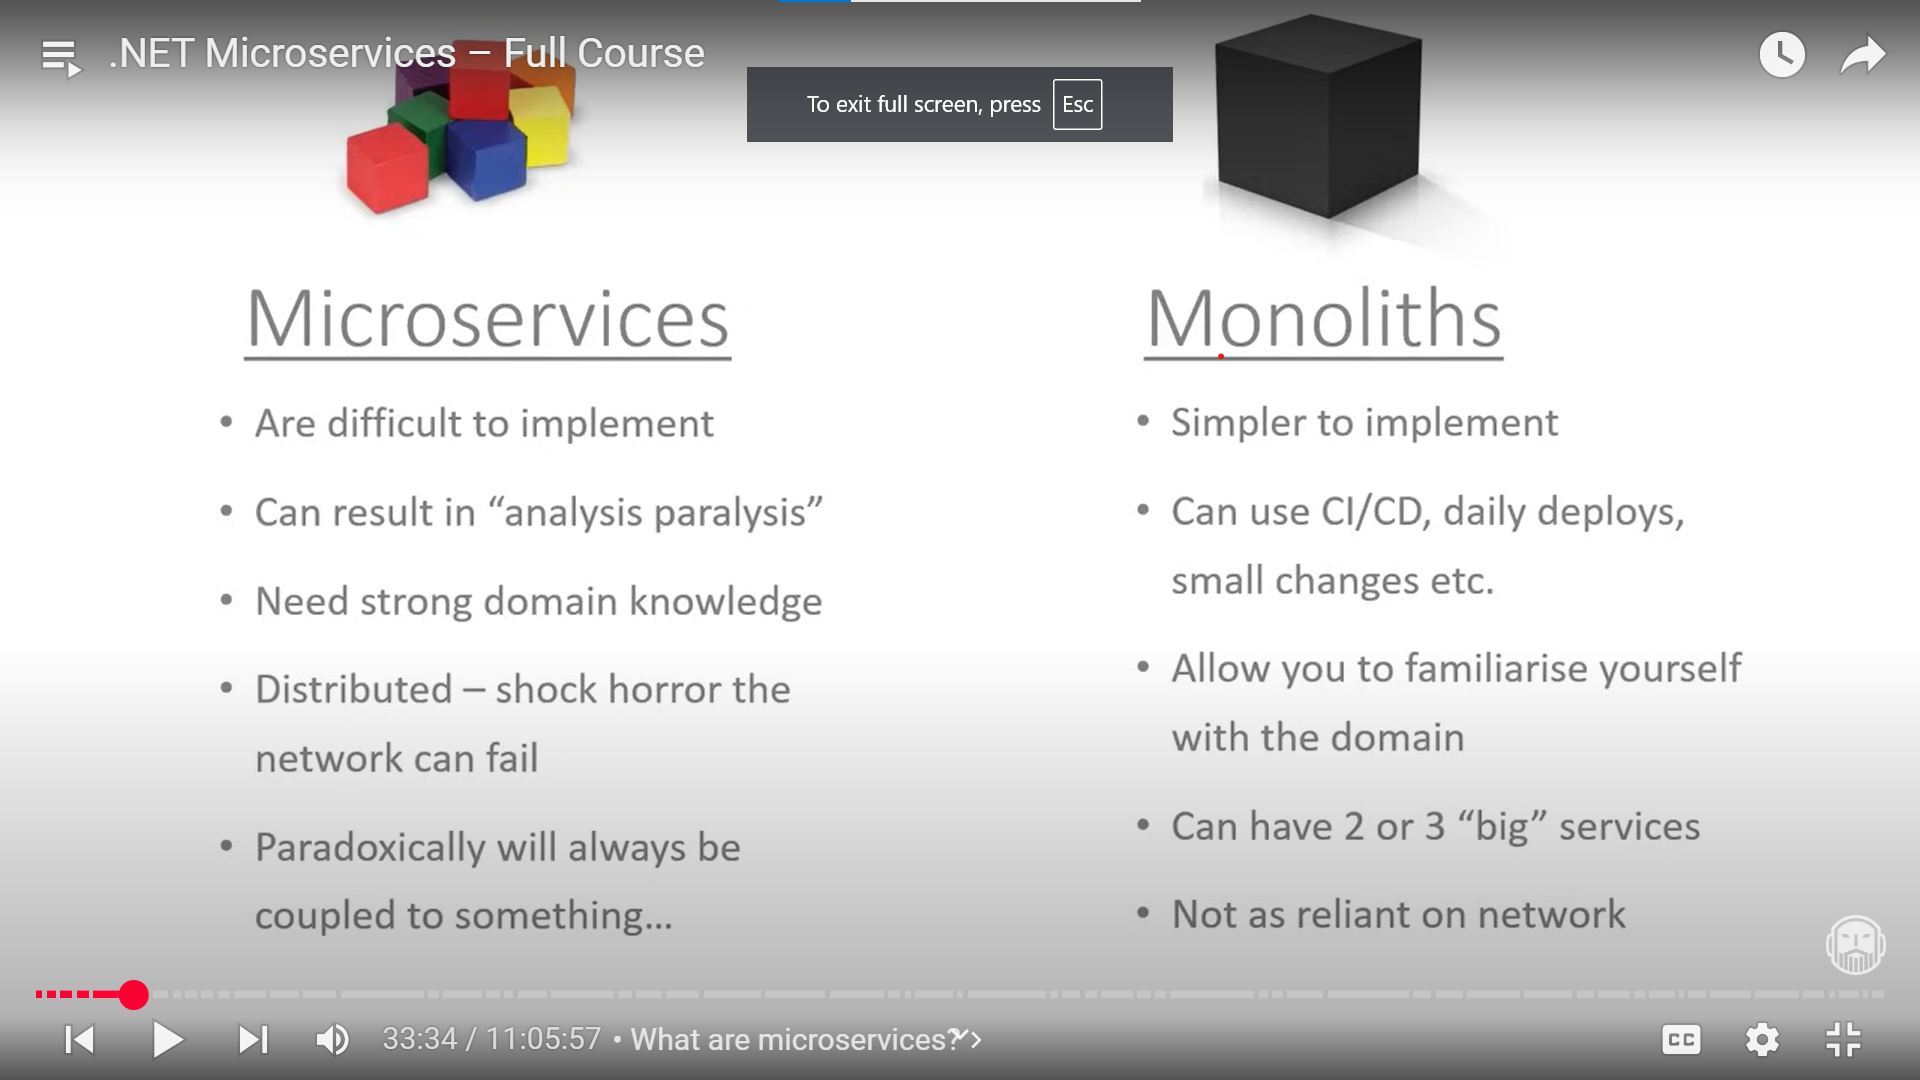 .NET Microservices – Full Course
To exit full screen, press Esc
Microservices
• Are difficult to implement
• Can result in “analysis paralysis”
• Need strong domain knowledge
• Distributed – shock horror the
network can fail
• Paradoxically will always be
coupled to something...
Monoliths
• Simpler to implement
• Can use CI/CD, daily deploys,
small changes etc.
• Allow you to familiarise yourself
with the domain
• Can have 2 or 3 “big” services
• Not as reliant on network
33:34 / 11:05:57 • What are microservices?
CC